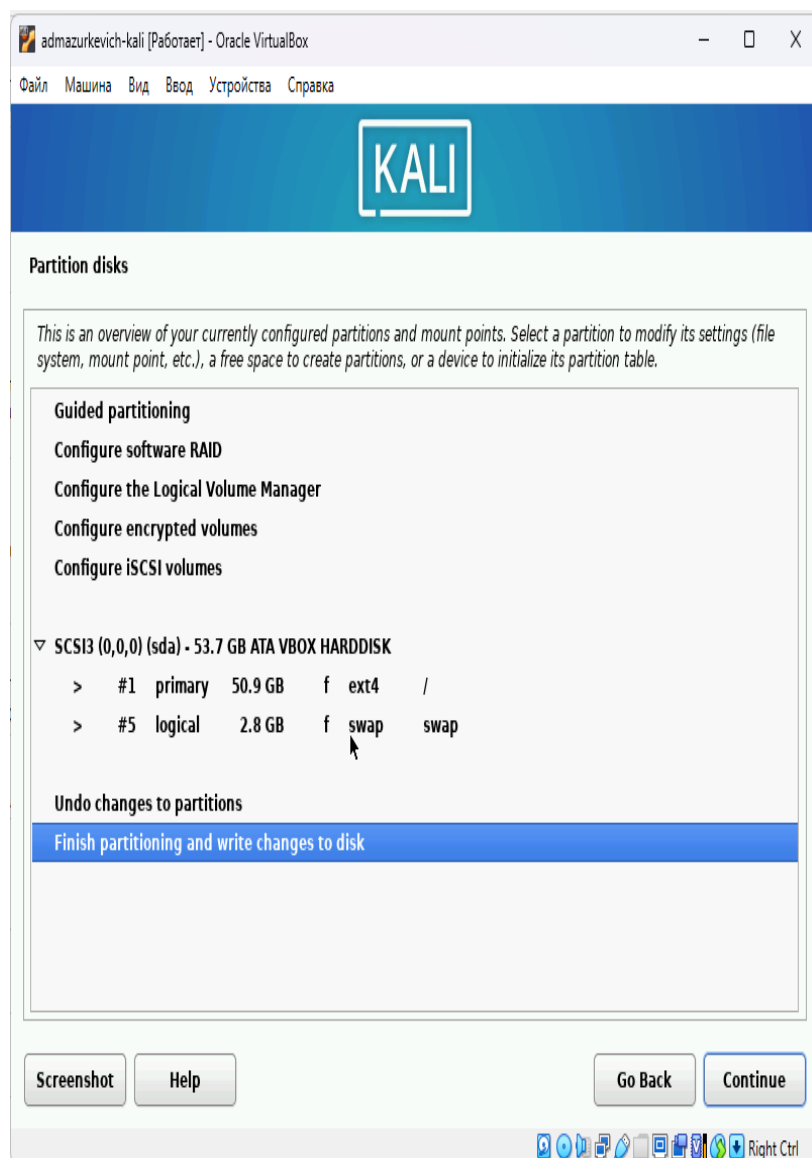 admazurkevich-kali [Работает] - Oracle VirtualBox
Файл Машина Вид Ввод Устройства Справка
KALI
Partition disks
This is an overview of your currently configured partitions and mount points. Select a partition to modify its settings (file
system, mount point, etc.), a free space to create partitions, or a device to initialize its partition table.
Guided partitioning
Configure software RAID
Configure the Logical Volume Manager
Configure encrypted volumes
Configure iSCSI volumes
SCSI3 (0,0,0) (sda) - 53.7 GB ATA VBOX HARDDISK
> #1 primary 50.9 GB f ext4 /
> #5 logical 2.8 GB f swap swap
Undo changes to partitions
Finish partitioning and write changes to disk
Screenshot Help Go Back Continue
Right Ctrl